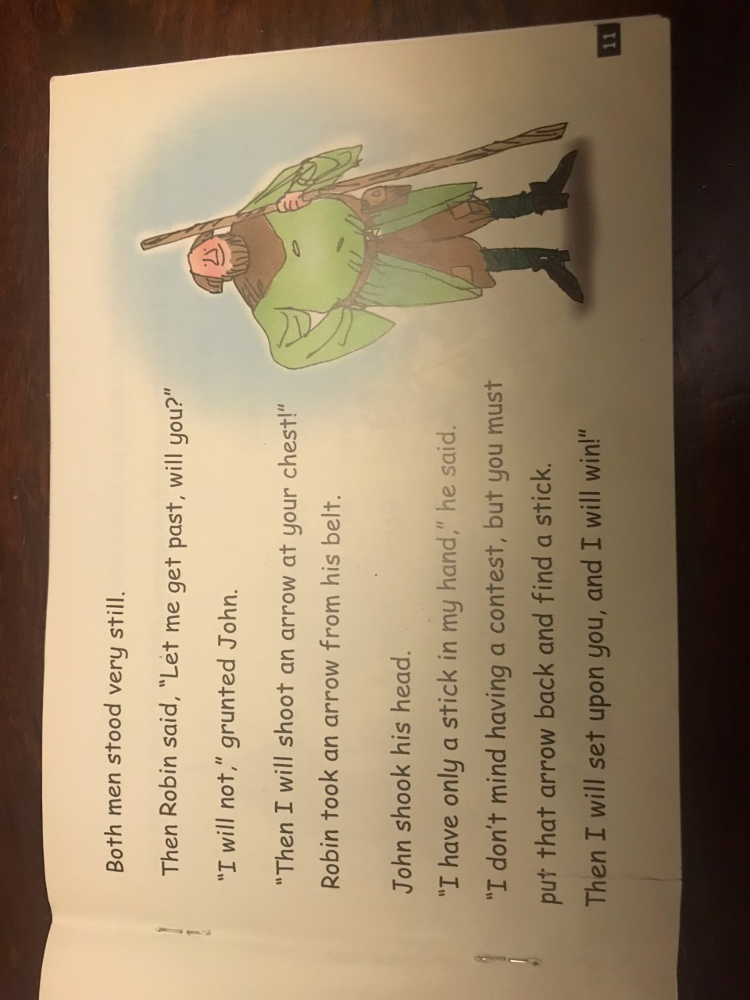 Both men stood very still.
Then Robin said, “Let me get past, will you?”
“I will not,” grunted John.
“Then I will shoot an arrow at your chest!”
Robin took an arrow from his belt.
John shook his head.
“I have only a stick in my hand,” he said.
“I don’t mind having a contest, but you must
put that arrow back and find a stick.
Then I will set upon you, and I will win!”
11